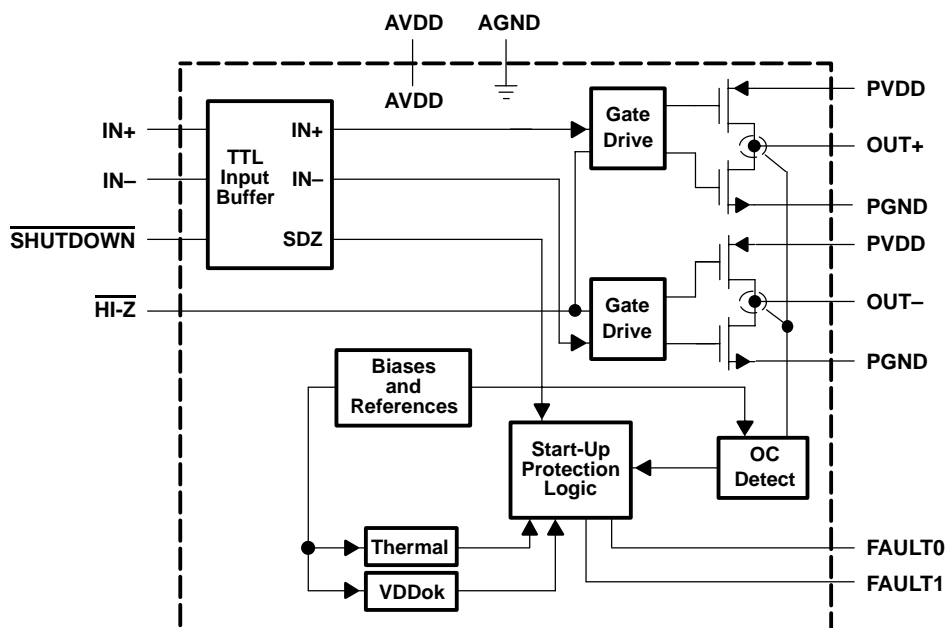 AVDD
AGND
AVDD
IN+
IN–
SHUTDOWN
HI-Z
TTL
Input
Buffer
IN+
IN–
SDZ
Gate
Drive
Gate
Drive
PVDD
OUT+
PGND
PVDD
OUT–
PGND
Biases
and
References
Start-Up
Protection
Logic
OC
Detect
Thermal
VDDok
FAULT0
FAULT1